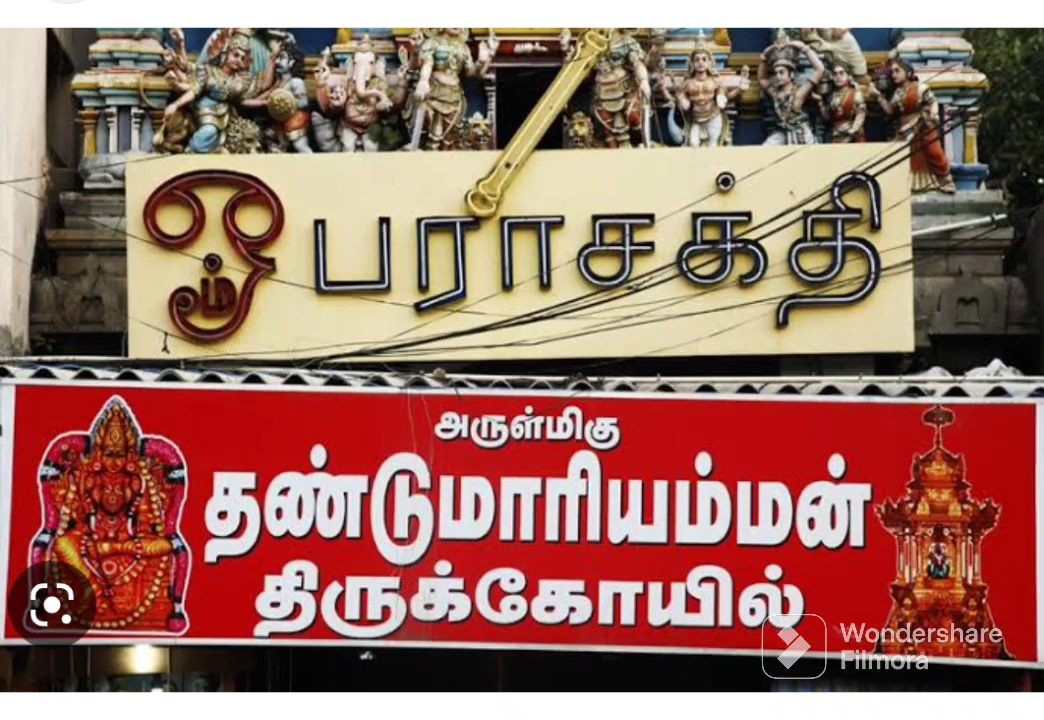 ஓம் பராசக்தி
அருள்மிகு
தண்டுமாரியம்மன்
திருக்கோயில்
Wondershare
Filmora